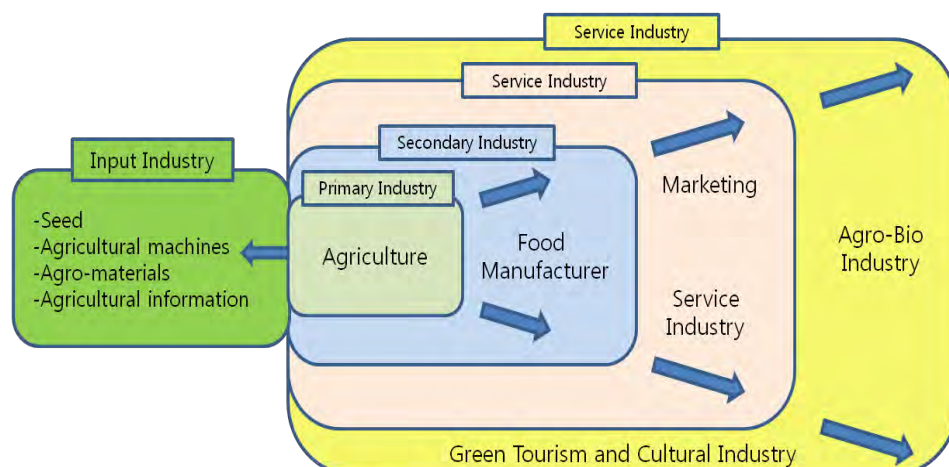 Service Industry
Service Industry
Secondary Industry
Input Industry
Primary Industry
-Seed
-Agricultural machines
-Agro-materials
-Agricultural information
Agriculture
Food
Manufacturer
Marketing
Service
Industry
Agro-Bio
Industry
Green Tourism and Cultural Industry